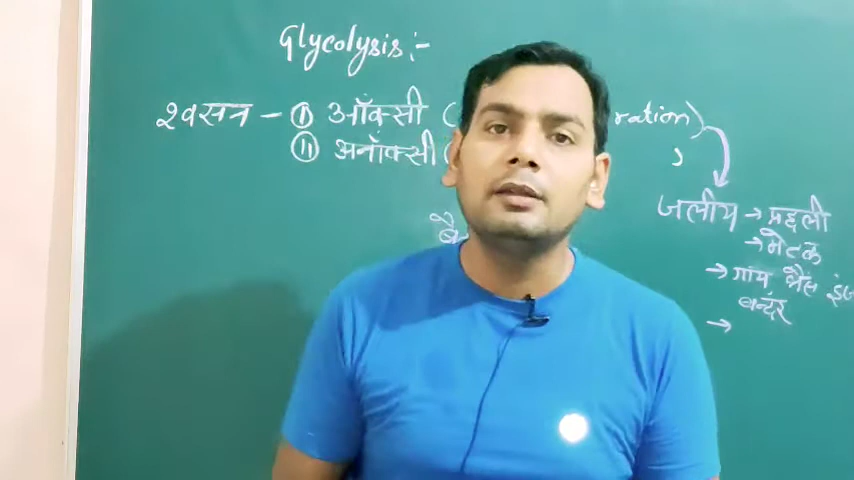 Glycolysis:-
श्वसन - (i) ऑक्सी ( ration)
(ii) अनॉक्सी (
जलीय → मछली
→ मेंढक
→ गाय भैंस
बन्दर
→